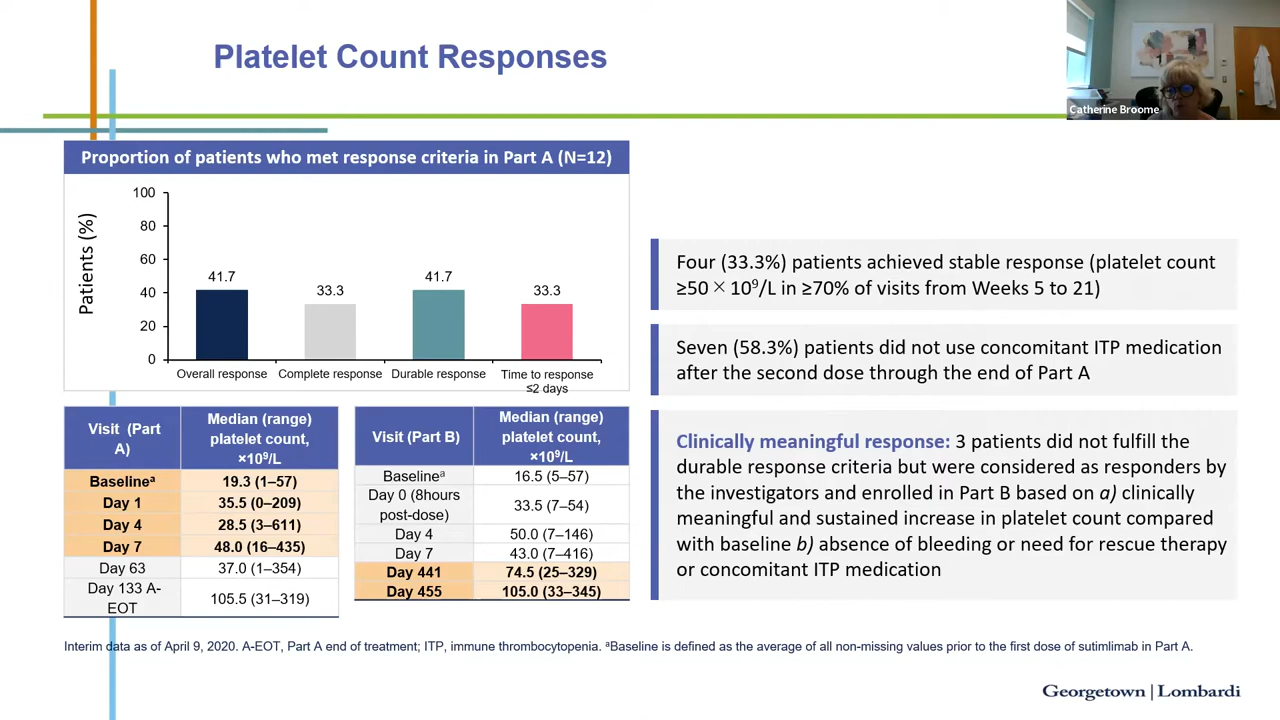 Platelet Count Responses
Catherine Broome
Proportion of patients who met response criteria in Part A (N=12)
Patients (%)
100
80
60
40
20
0
41.7
33.3
41.7
33.3
Overall response
Complete response
Durable response
Time to response
≤2 days
Visit (Part
A)
Median (range)
platelet count,
×10⁹/L
Baselineᵃ 19.3 (1–57)
Day 1 35.5 (0–209)
Day 4 28.5 (3–611)
Day 7 48.0 (16–435)
Day 63 37.0 (1–354)
Day 133 A-
EOT
105.5 (31–319)
Visit (Part B)
Median (range)
platelet count,
×10⁹/L
Baselineᵃ 16.5 (5–57)
Day 0 (8hours
post-dose)
33.5 (7–54)
Day 4 50.0 (7–146)
Day 7 43.0 (7–416)
Day 441 74.5 (25–329)
Day 455 105.0 (33–345)
Four (33.3%) patients achieved stable response (platelet count
≥50 × 10⁹/L in ≥70% of visits from Weeks 5 to 21)
Seven (58.3%) patients did not use concomitant ITP medication
after the second dose through the end of Part A
Clinically meaningful response: 3 patients did not fulfill the
durable response criteria but were considered as responders by
the investigators and enrolled in Part B based on a) clinically
meaningful and sustained increase in platelet count compared
with baseline b) absence of bleeding or need for rescue therapy
or concomitant ITP medication
Interim data as of April 9, 2020. A-EOT, Part A end of treatment; ITP, immune thrombocytopenia. ᵃBaseline is defined as the average of all non-missing values prior to the first dose of sutimlimab in Part A.
Georgetown | Lombardi